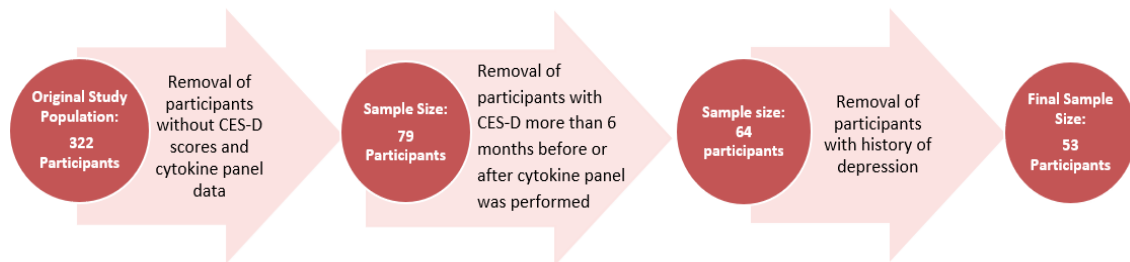 Original Study
Population:
322
Participants
Removal of
participants
without CES-D
scores and
cytokine panel
data
Sample Size:
79
Participants
Removal of
participants with
CES-D more than 6
months before or
after cytokine panel
was performed
Sample size:
64
participants
Removal of
participants
with history of
depression
Final Sample
Size:
53
Participants